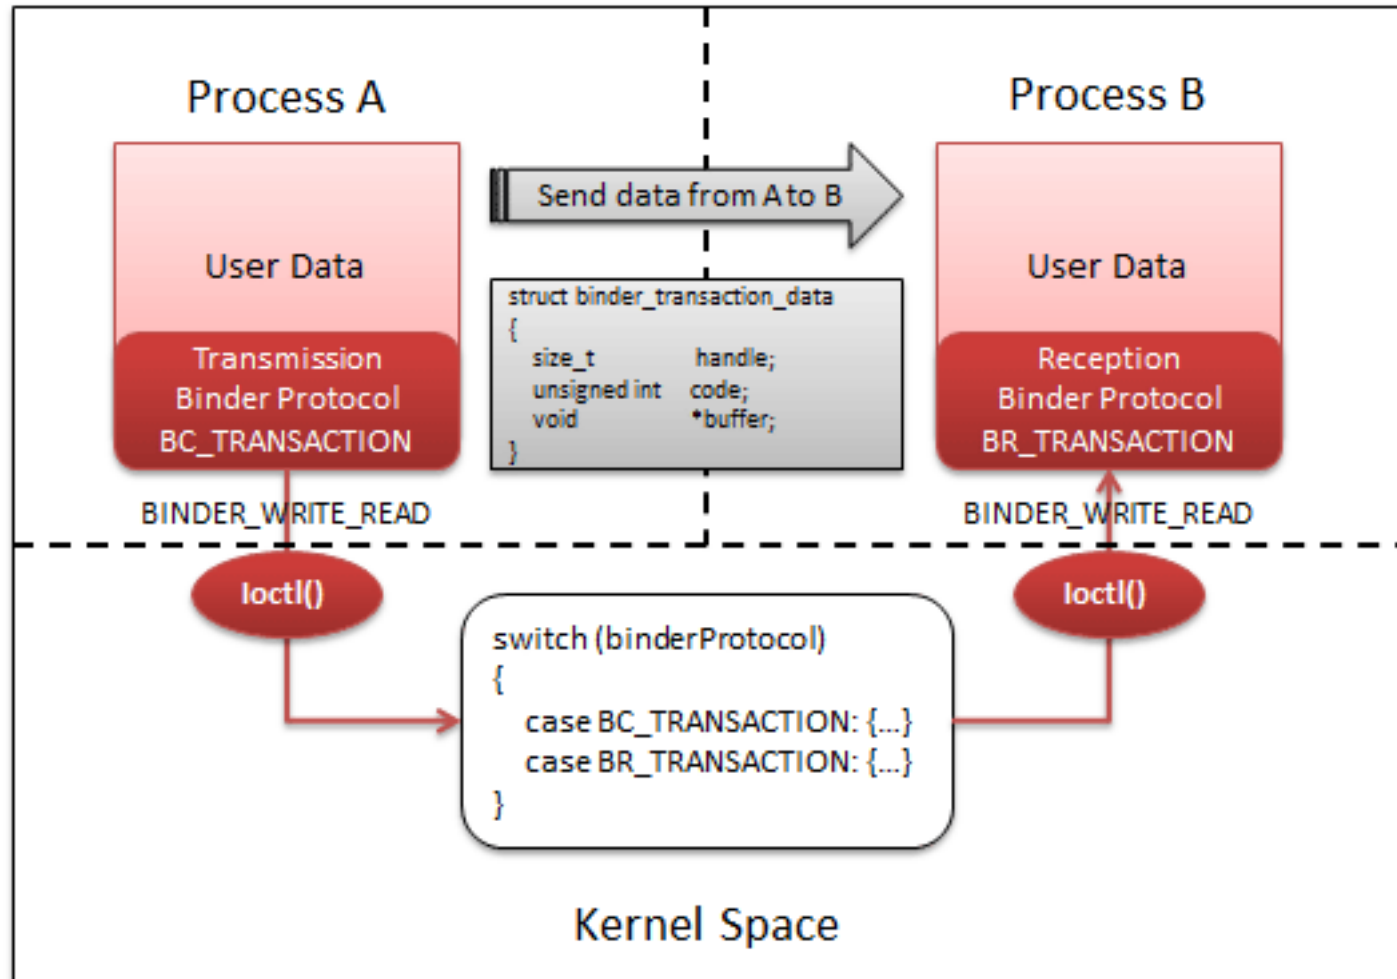 Process A
Process B
Send data from A to B
User Data
User Data
struct binder_transaction_data
{
size_t handle;
unsigned int code;
void *buffer;
}
Transmission
Binder Protocol
BC_TRANSACTION
Reception
Binder Protocol
BR_TRANSACTION
BINDER_WRITE_READ
BINDER_WRITE_READ
Ioctl()
Ioctl()
switch (binderProtocol)
{
case BC_TRANSACTION: {...}
case BR_TRANSACTION: {...}
}
Kernel Space